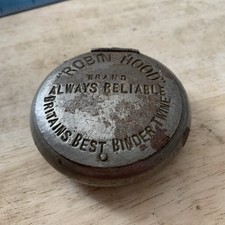 "ROBIN HOOD"
BRAND
ALWAYS RELIABLE
BRITAINS BEST BINDER TWINE